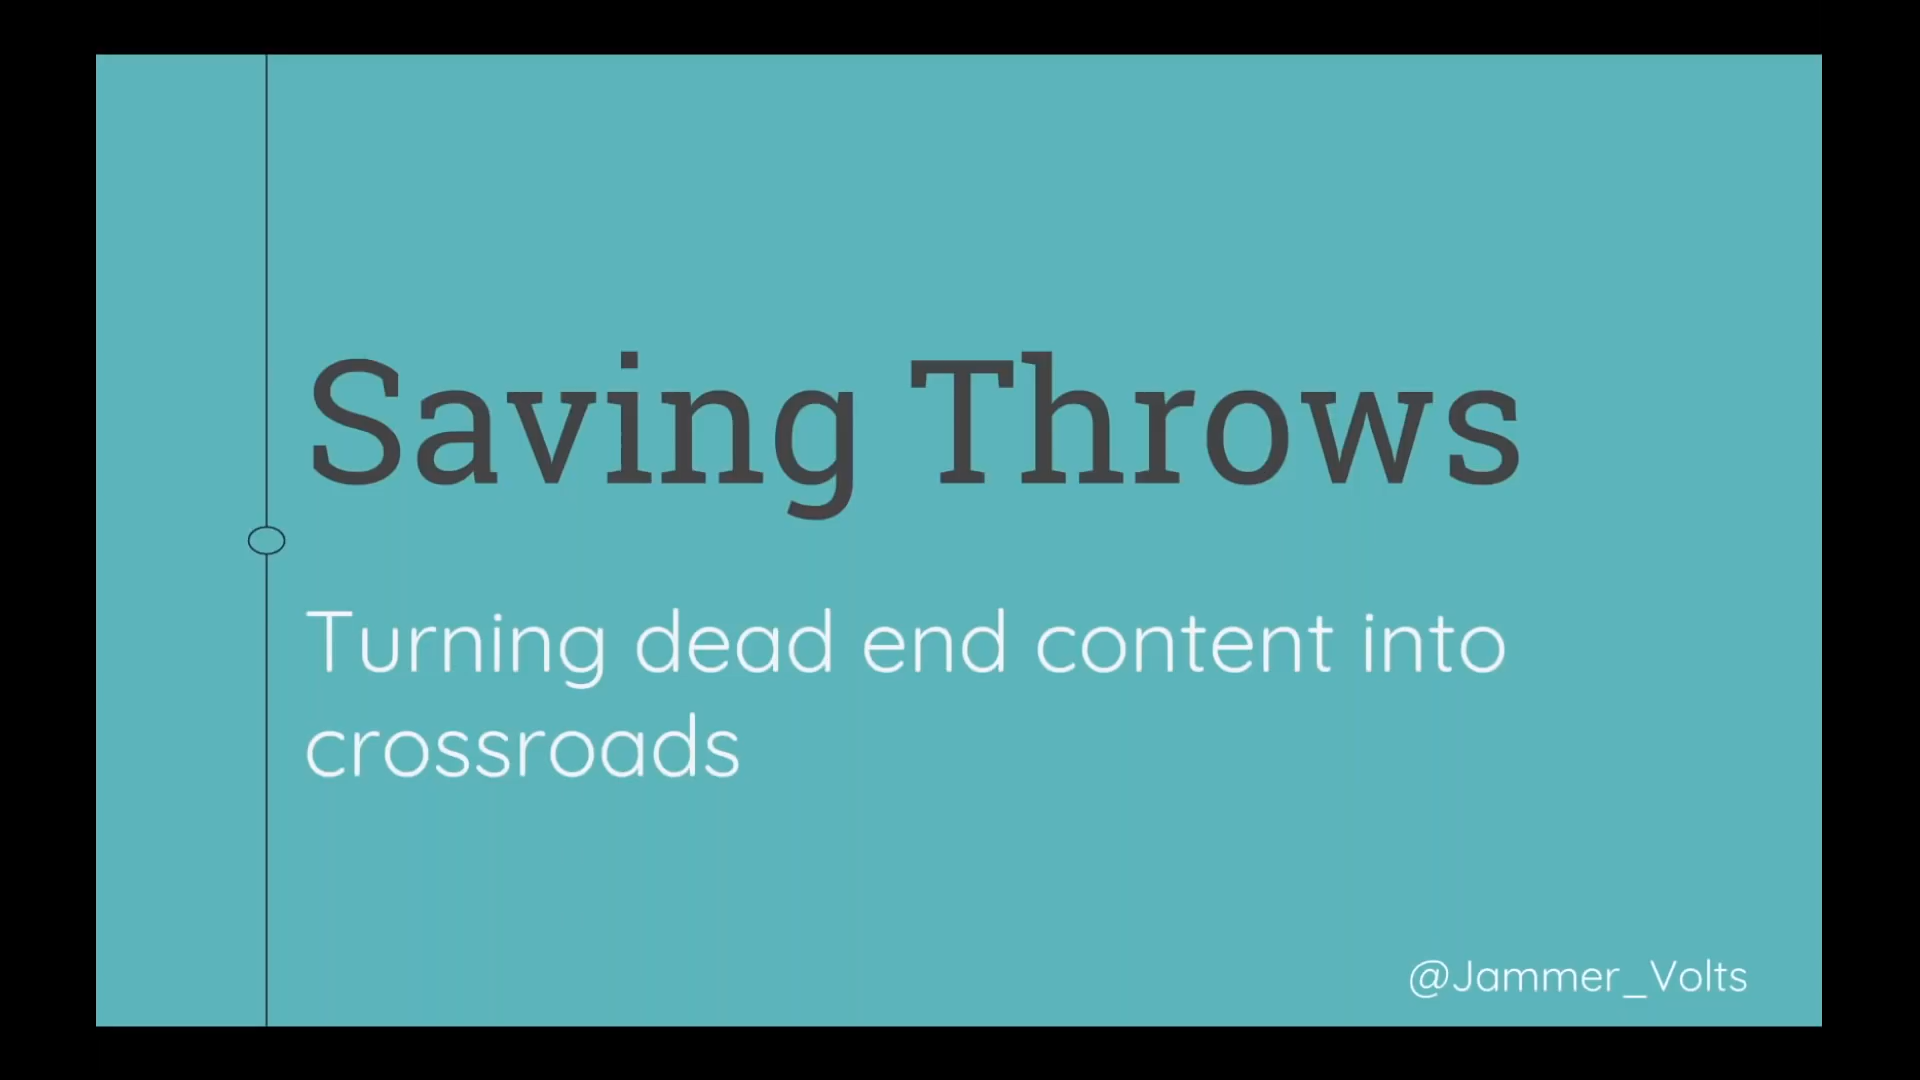 Saving Throws
Turning dead end content into
crossroads
@Jammer_Volts